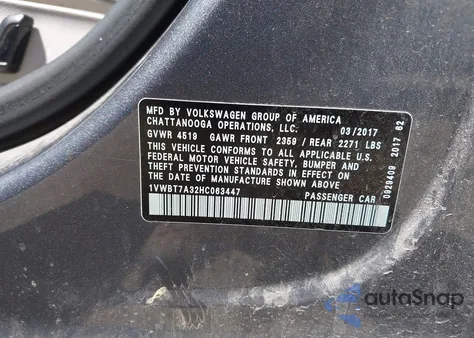 MFD BY VOLKSWAGEN GROUP OF AMERICA
CHATTANOOGA OPERATIONS, LLC. 03/2017
GVWR 4519 GAWR FRONT 2359 / REAR 2271 LBS
THIS VEHICLE CONFORMS TO ALL APPLICABLE U.S.
FEDERAL MOTOR VEHICLE SAFETY, BUMPER AND
THEFT PREVENTION STANDARDS IN EFFECT ON THE
DATE OF MANUFACTURE SHOWN ABOVE
1VWBT7A32HC063447 PASSENGER CAR
0929409 2017 62
autoSnap